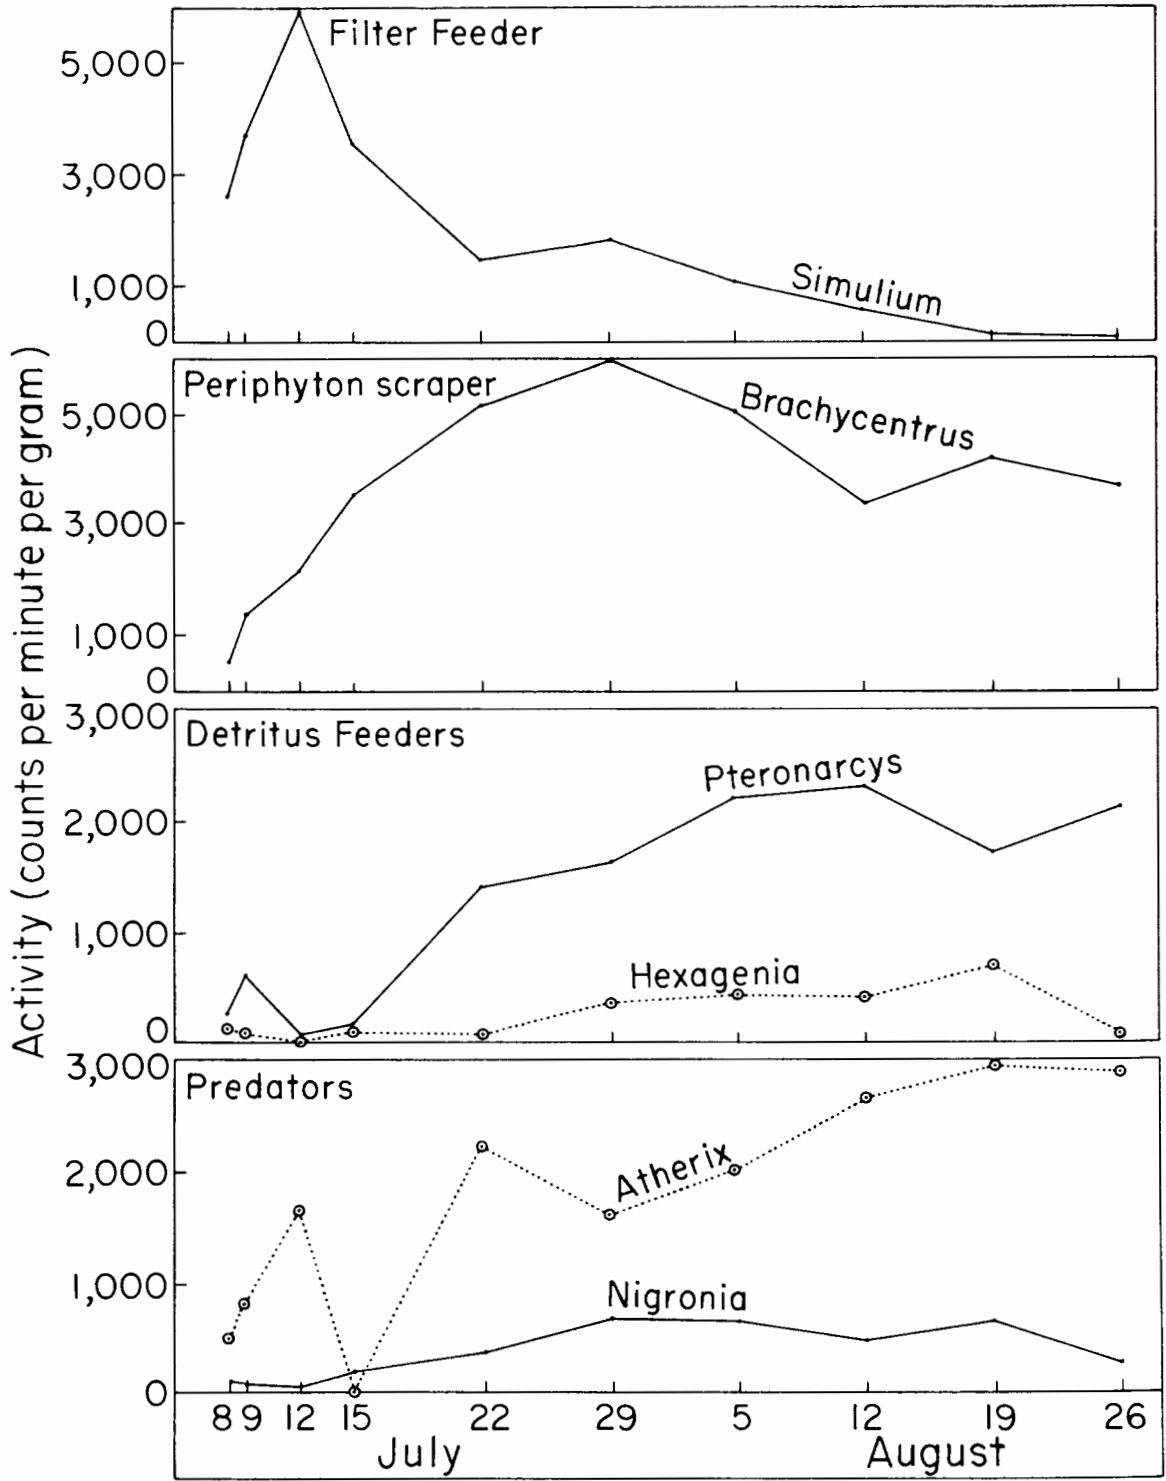 Activity (counts per minute per gram)
Filter Feeder
5,000
3,000
1,000
0
Simulium
Periphyton scraper
5,000
3,000
1,000
0
Brachycentrus
3,000
Detritus Feeders
2,000
1,000
0
Pteronarcys
Hexagenia
3,000
Predators
2,000
1,000
0
Atherix
Nigronia
8 9 12 15 22 29 5 12 19 26
July August